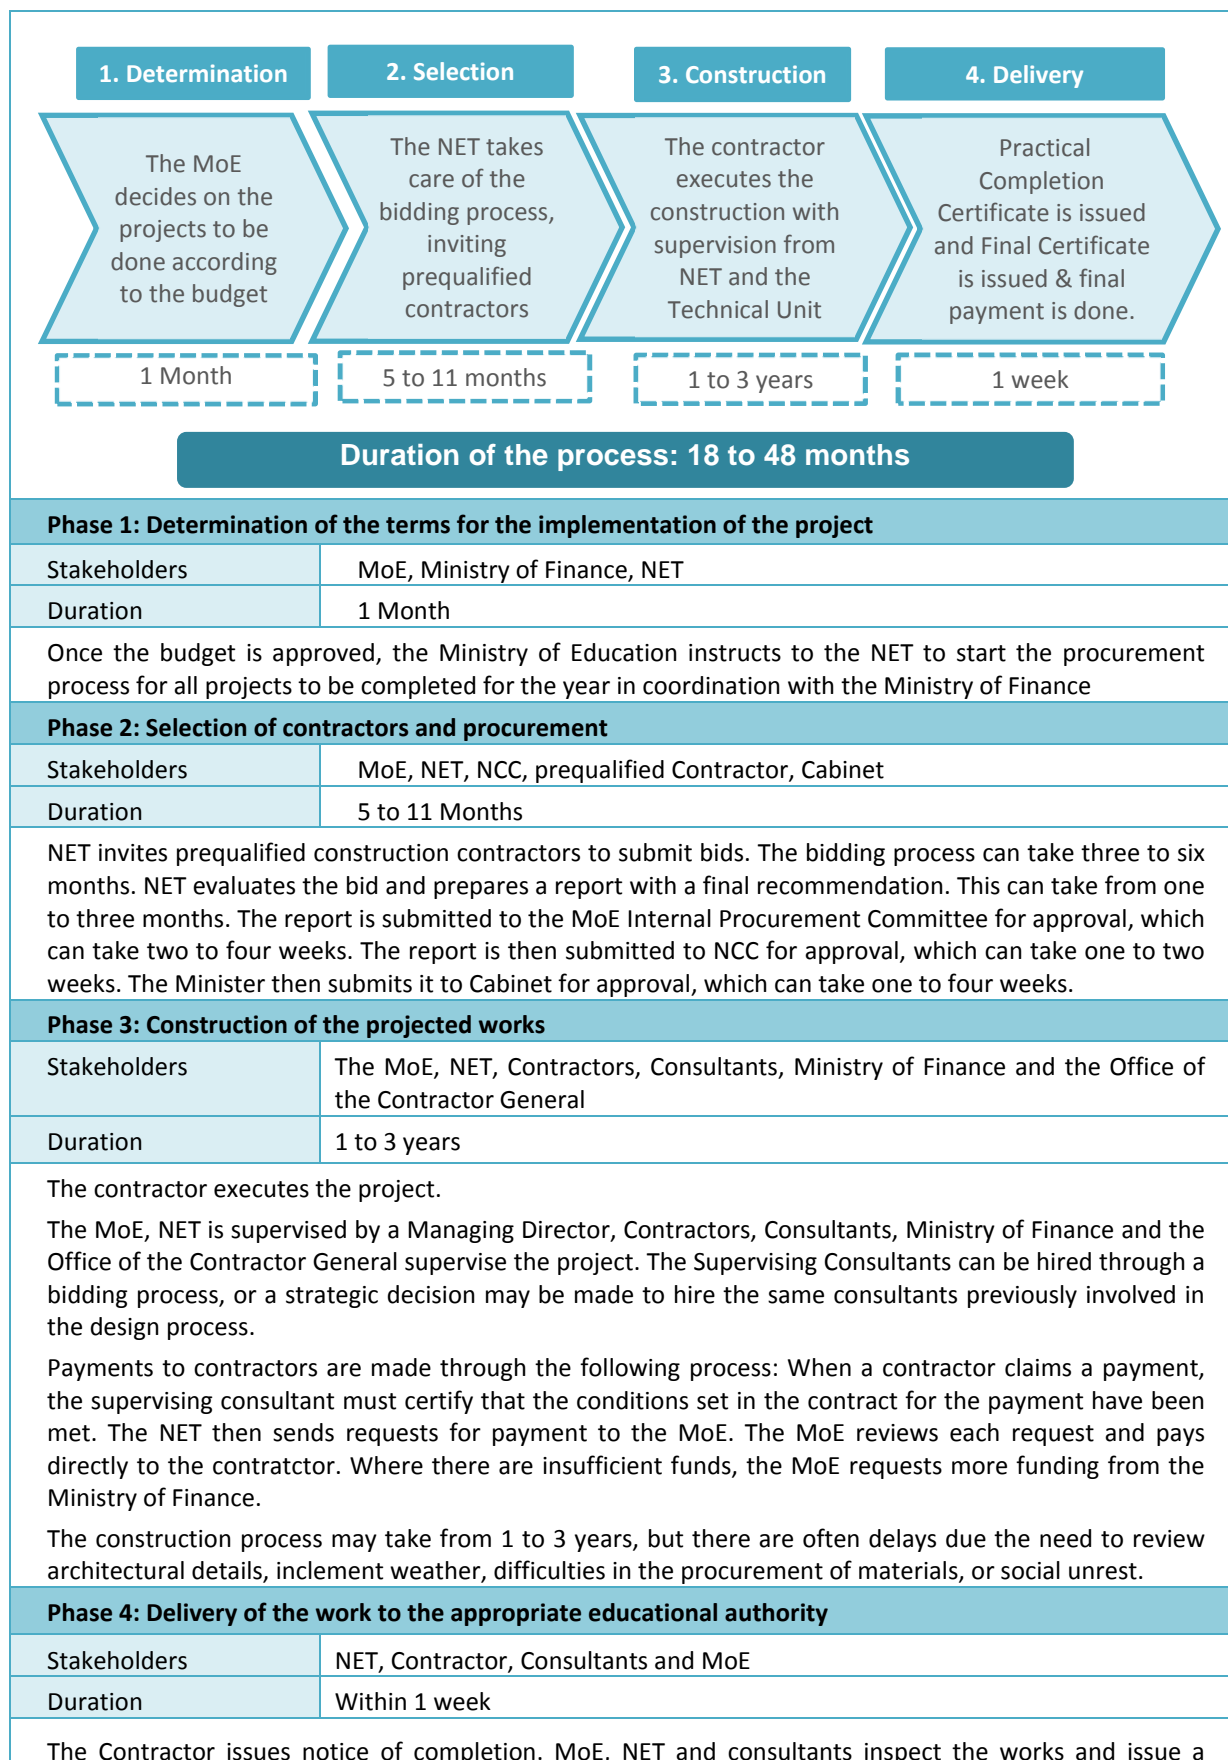 1. Determination
2. Selection
3. Construction
4. Delivery
The MoE
decides on the
projects to be
done according
to the budget
The NET takes
care of the
bidding process,
inviting
prequalified
contractors
The contractor
executes the
construction with
supervision from
NET and the
Technical Unit
Practical
Completion
Certificate is issued
and Final Certificate
is issued & final
payment is done.
1 Month
5 to 11 months
1 to 3 years
1 week
Duration of the process: 18 to 48 months
Phase 1: Determination of the terms for the implementation of the project
Stakeholders MoE, Ministry of Finance, NET
Duration 1 Month
Once the budget is approved, the Ministry of Education instructs to the NET to start the procurement
process for all projects to be completed for the year in coordination with the Ministry of Finance
Phase 2: Selection of contractors and procurement
Stakeholders MoE, NET, NCC, prequalified Contractor, Cabinet
Duration 5 to 11 Months
NET invites prequalified construction contractors to submit bids. The bidding process can take three to six
months. NET evaluates the bid and prepares a report with a final recommendation. This can take from one
to three months. The report is submitted to the MoE Internal Procurement Committee for approval, which
can take two to four weeks. The report is then submitted to NCC for approval, which can take one to two
weeks. The Minister then submits it to Cabinet for approval, which can take one to four weeks.
Phase 3: Construction of the projected works
Stakeholders The MoE, NET, Contractors, Consultants, Ministry of Finance and the Office of
the Contractor General
Duration 1 to 3 years
The contractor executes the project.
The MoE, NET is supervised by a Managing Director, Contractors, Consultants, Ministry of Finance and the
Office of the Contractor General supervise the project. The Supervising Consultants can be hired through a
bidding process, or a strategic decision may be made to hire the same consultants previously involved in
the design process.
Payments to contractors are made through the following process: When a contractor claims a payment,
the supervising consultant must certify that the conditions set in the contract for the payment have been
met. The NET then sends requests for payment to the MoE. The MoE reviews each request and pays
directly to the contratctor. Where there are insufficient funds, the MoE requests more funding from the
Ministry of Finance.
The construction process may take from 1 to 3 years, but there are often delays due the need to review
architectural details, inclement weather, difficulties in the procurement of materials, or social unrest.
Phase 4: Delivery of the work to the appropriate educational authority
Stakeholders NET, Contractor, Consultants and MoE
Duration Within 1 week
The Contractor issues notice of completion. MoE, NET and consultants inspect the works and issue a